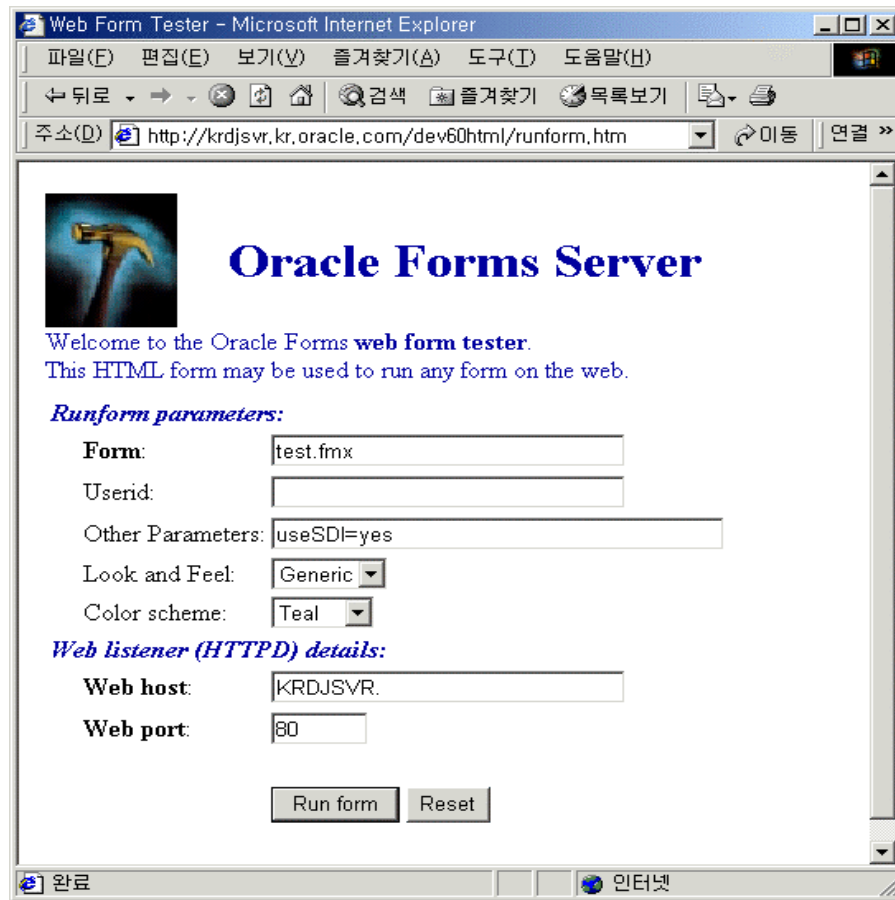 Web Form Tester - Microsoft Internet Explorer
파일(F) 편집(E) 보기(V) 즐겨찾기(A) 도구(T) 도움말(H)
뒤로 검색 즐겨찾기 목록보기
주소(D) http://krdjsvr.kr.oracle.com/dev60html/runform.htm 이동 연결 »
Oracle Forms Server
Welcome to the Oracle Forms web form tester.
This HTML form may be used to run any form on the web.
Runform parameters:
Form: test.fmx
Userid:
Other Parameters: useSDI=yes
Look and Feel: Generic
Color scheme: Teal
Web listener (HTTPD) details:
Web host: KRDJSVR.
Web port: 80
Run form Reset
완료 인터넷